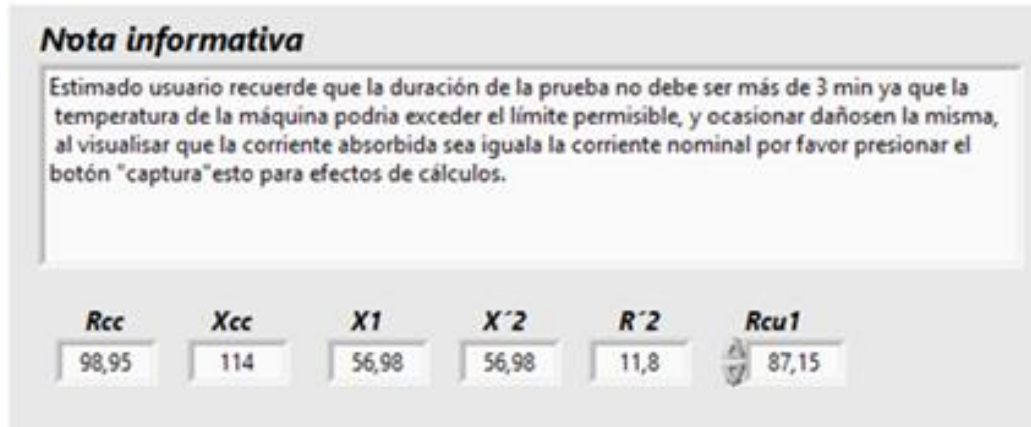 Nota informativa
Estimado usuario recuerde que la duración de la prueba no debe ser más de 3 min ya que la
temperatura de la máquina podria exceder el límite permisible, y ocasionar dañosen la misma,
al visualisar que la corriente absorbida sea iguala la corriente nominal por favor presionar el
botón "captura"esto para efectos de cálculos.
Rcc Xcc X1 X´2 R´2 Rcu1
98,95 114 56,98 56,98 11,8 87,15